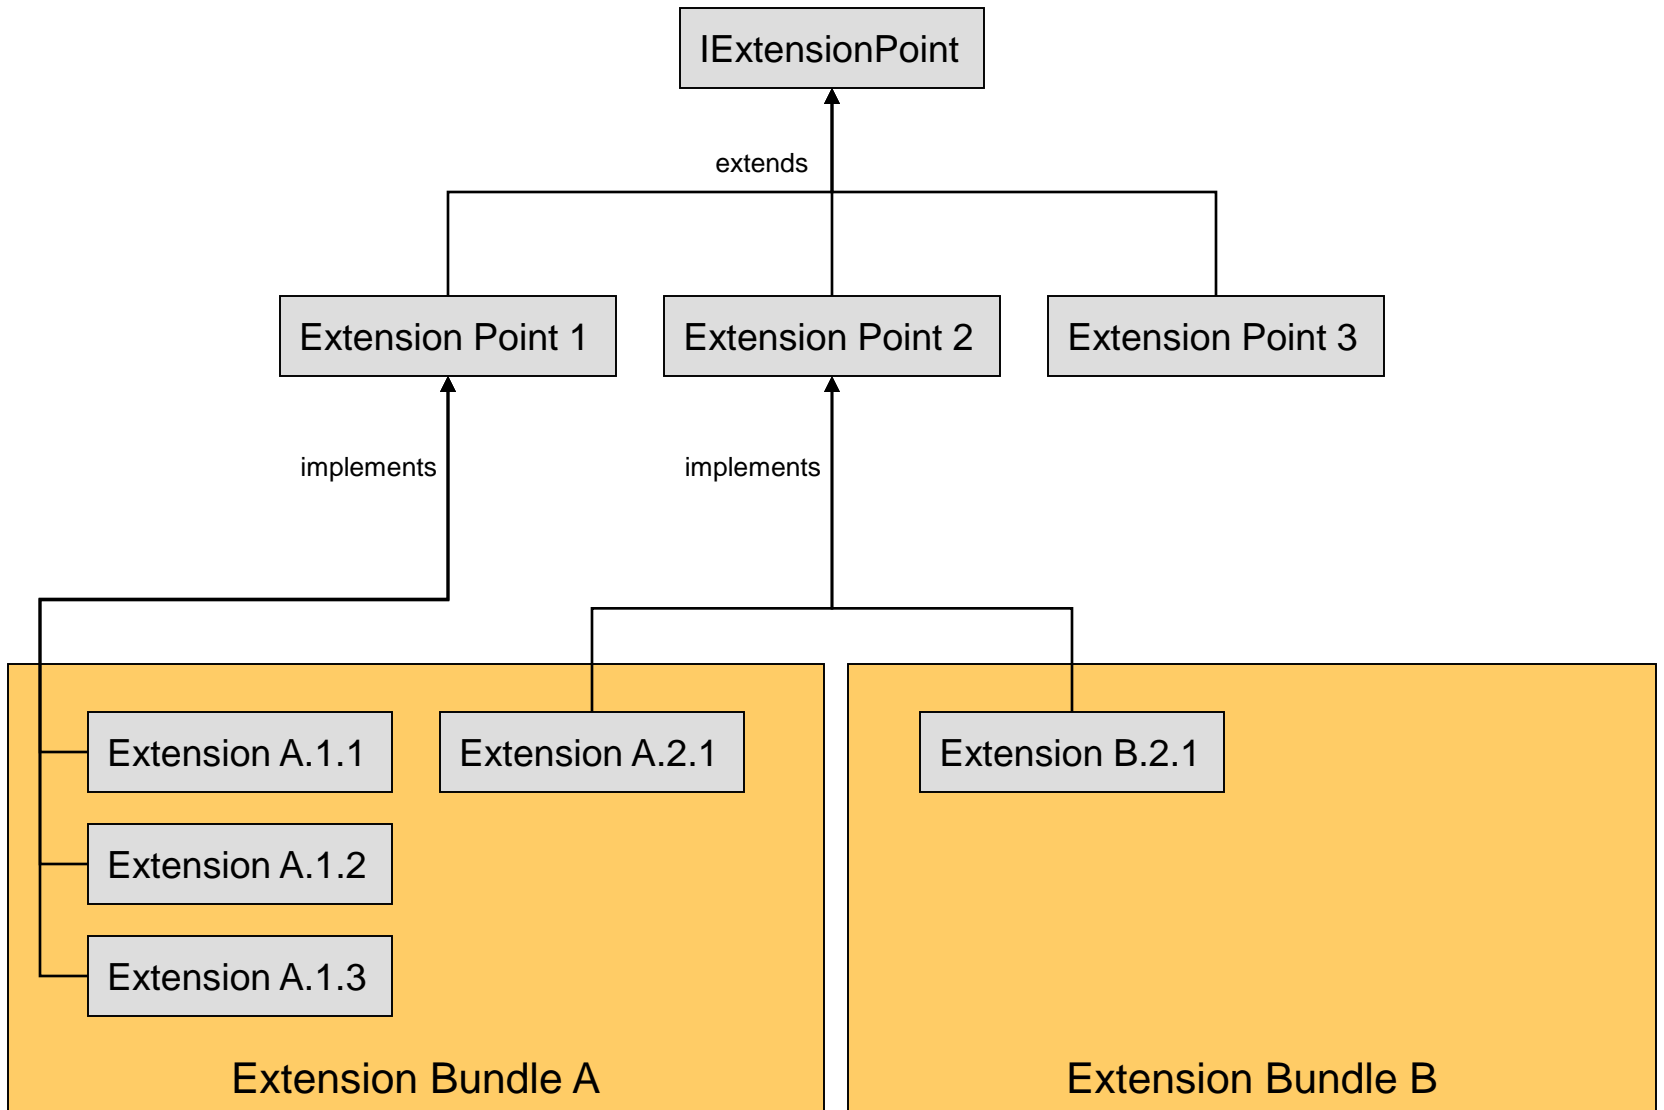 IExtensionPoint
extends
Extension Point 1
Extension Point 2
Extension Point 3
implements
implements
Extension A.1.1
Extension A.2.1
Extension B.2.1
Extension A.1.2
Extension A.1.3
Extension Bundle A
Extension Bundle B